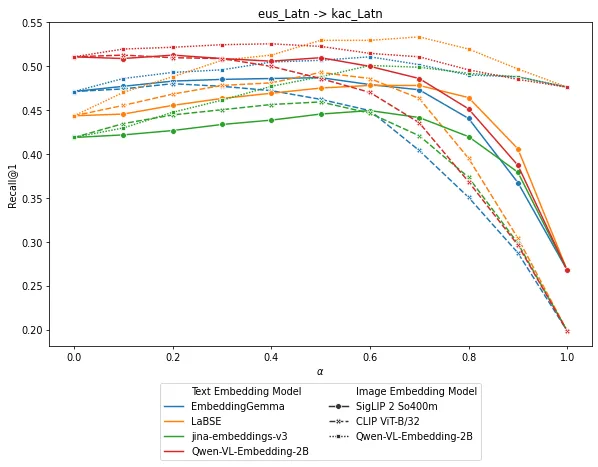 eus_Latn -> kac_Latn
Recall@1
0.55
0.50
0.45
0.40
0.35
0.30
0.25
0.20
0.0 0.2 0.4 0.6 0.8 1.0
α
Text Embedding Model
EmbeddingGemma
LaBSE
jina-embeddings-v3
Qwen-VL-Embedding-2B
Image Embedding Model
SigLIP 2 So400m
CLIP ViT-B/32
Qwen-VL-Embedding-2B